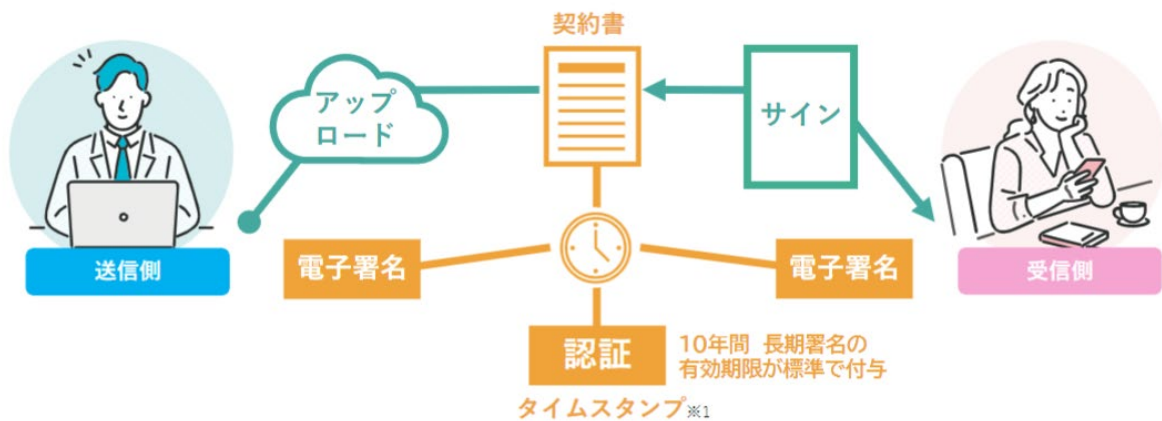 契約書
アップ
ロード
サイン
電子署名
電子署名
送信側
受信側
認証
10年間 長期署名の
有効期限が標準で付与
タイムスタンプ※1